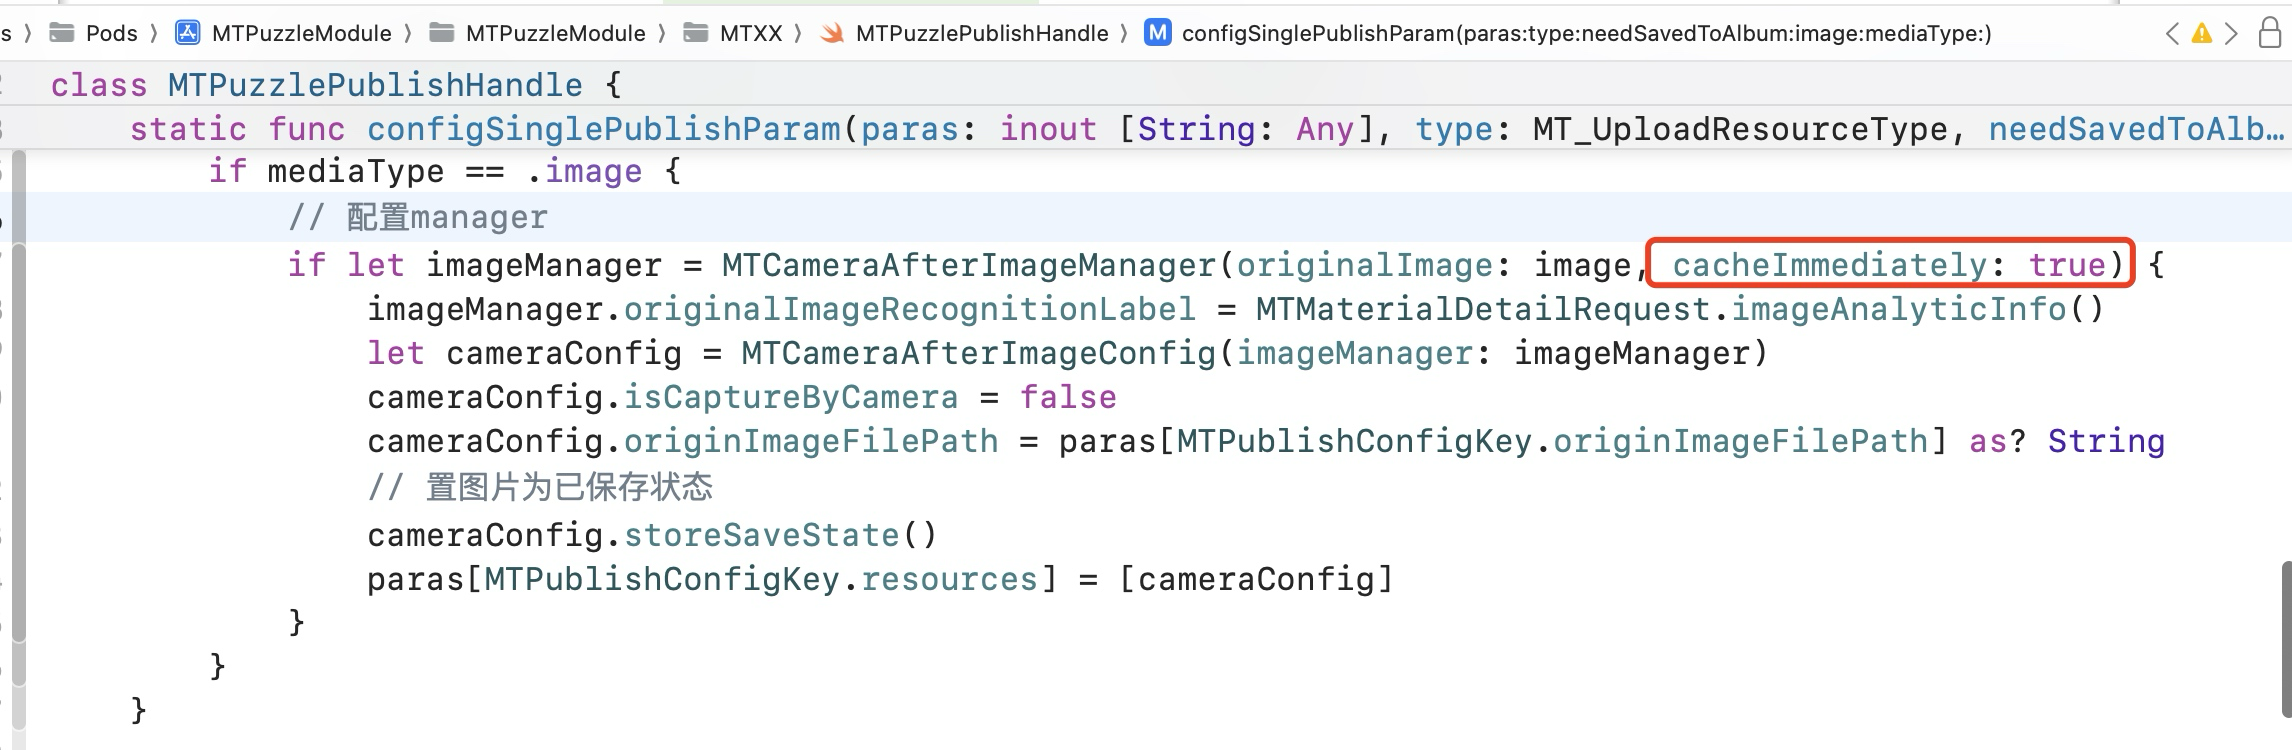 s 〉 Pods 〉 MTPuzzleModule 〉 MTPuzzleModule 〉 MTXX 〉 MTPuzzlePublishHandle 〉 M configSinglePublishParam(paras:type:needSavedToAlbum:image:mediaType:)
class MTPuzzlePublishHandle {
static func configSinglePublishParam(paras: inout [String: Any], type: MT_UploadResourceType, needSavedToAlb…
if mediaType == .image {
// 配置manager
if let imageManager = MTCameraAfterImageManager(originalImage: image, cacheImmediately: true) {
imageManager.originalImageRecognitionLabel = MTMaterialDetailRequest.imageAnalyticInfo()
let cameraConfig = MTCameraAfterImageConfig(imageManager: imageManager)
cameraConfig.isCaptureByCamera = false
cameraConfig.originImageFilePath = paras[MTPublishConfigKey.originImageFilePath] as? String
// 置图片为已保存状态
cameraConfig.storeSaveState()
paras[MTPublishConfigKey.resources] = [cameraConfig]
}
}
}